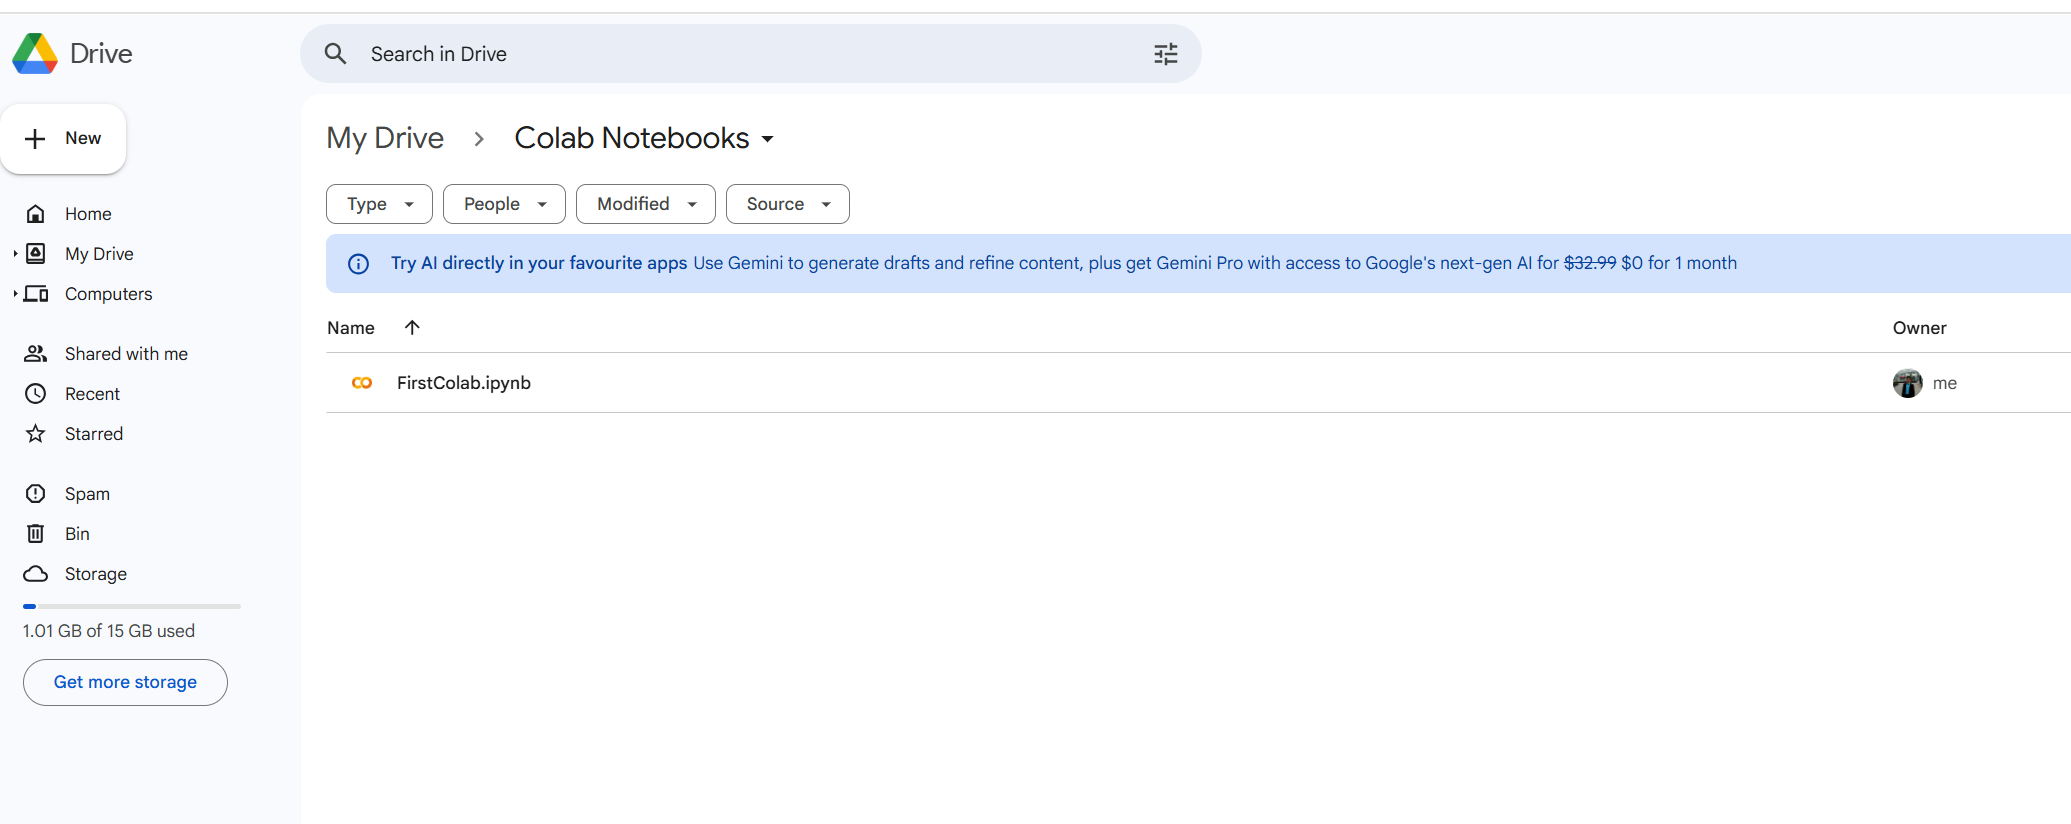 Drive
Search in Drive
New
My Drive > Colab Notebooks
Type People Modified Source
Home
My Drive
Computers
Shared with me
Recent
Starred
Spam
Bin
Storage
1.01 GB of 15 GB used
Get more storage
Try AI directly in your favourite apps Use Gemini to generate drafts and refine content, plus get Gemini Pro with access to Google's next-gen AI for $32.99 $0 for 1 month
Name Owner
FirstColab.ipynb me